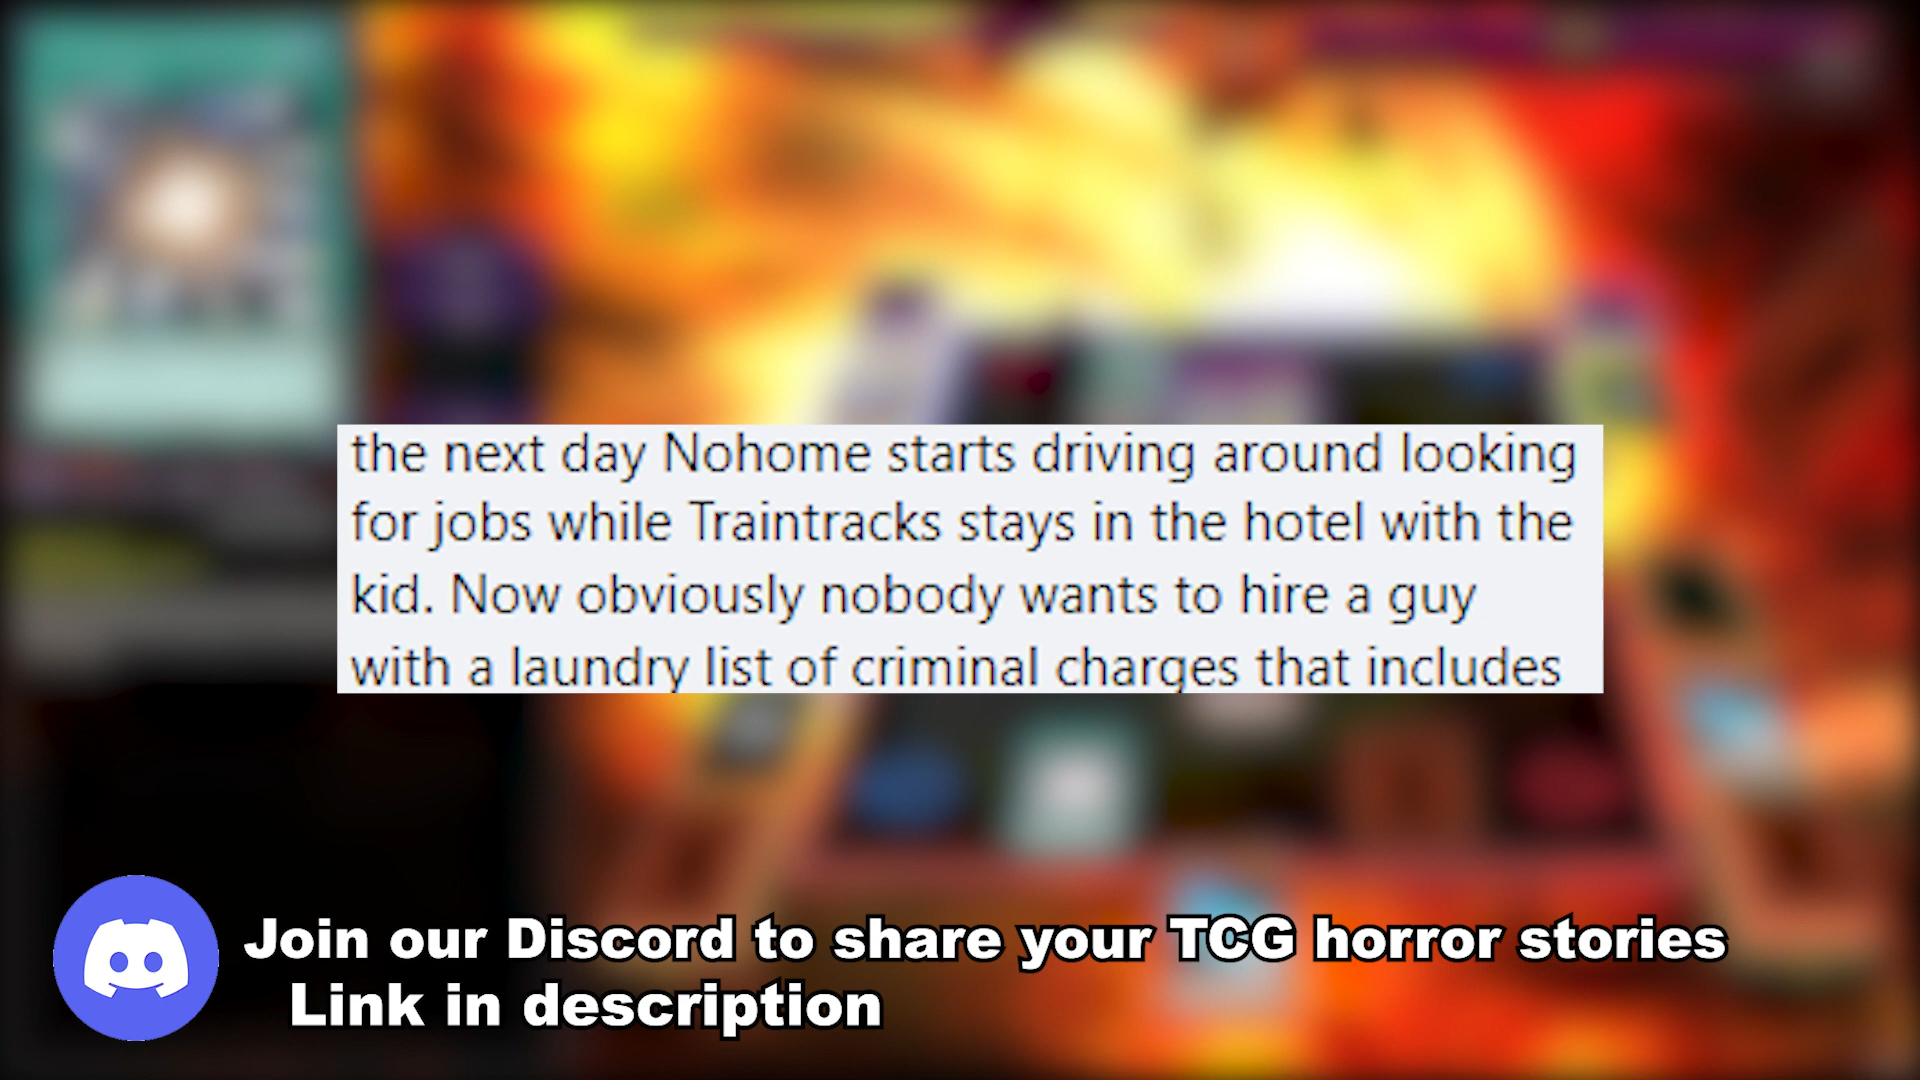 the next day Nohome starts driving around looking
for jobs while Traintracks stays in the hotel with the
kid. Now obviously nobody wants to hire a guy
with a laundry list of criminal charges that includes
Join our Discord to share your TCG horror stories
Link in description